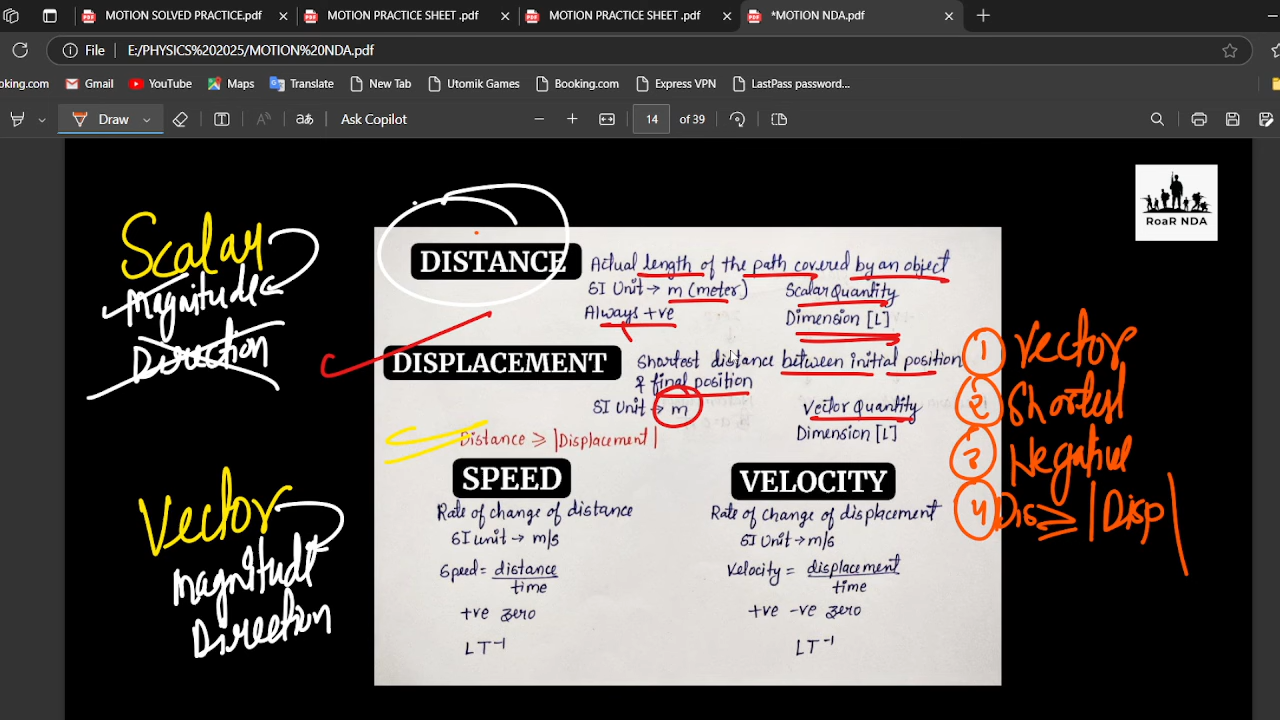 MOTION SOLVED PRACTICE.pdf
MOTION PRACTICE SHEET .pdf
MOTION PRACTICE SHEET .pdf
*MOTION NDA.pdf
File E:/PHYSICS%202025/MOTION%20NDA.pdf
ooking.com Gmail YouTube Maps Translate New Tab Utomik Games Booking.com Express VPN LastPass password...
Draw aあ Ask Copilot 14 of 39
RoaR NDA
Scalar
Magnitude
Direction
Vector
Magnitude
Direction
DISTANCE
Actual length of the path covered by an object
SI Unit → m (meter) Scalar Quantity
Always +ve Dimension [L]
DISPLACEMENT
Shortest distance between initial position
& final position
SI Unit → m Vector Quantity
Distance ≥ |Displacement| Dimension [L]
SPEED
Rate of change of distance
SI unit → m/s
Speed = distance
time
+ve zero
LT⁻¹
VELOCITY
Rate of change of displacement
SI Unit → m/s
Velocity = displacement
time
+ve -ve zero
LT⁻¹
1 Vector
2 Shortest
3 Negative
4 Dis ≥ |Disp|